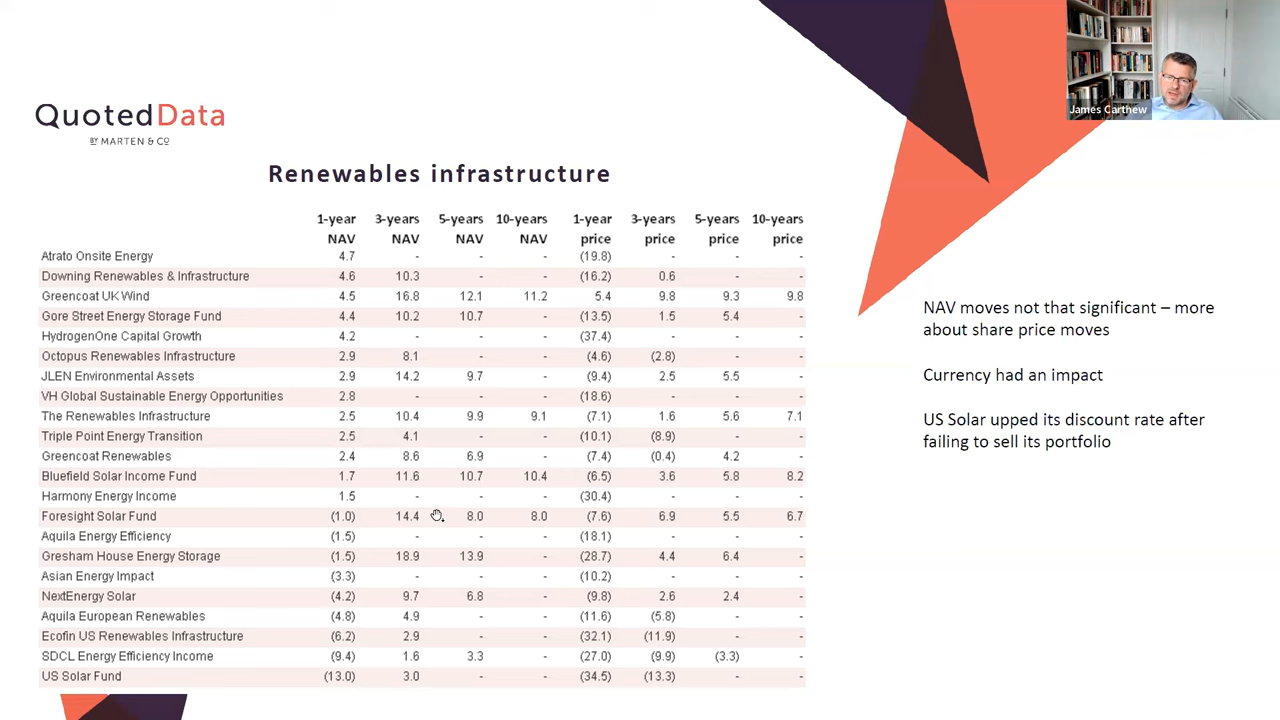 James Carthew
QuotedData
BY MARTEN & CO
Renewables infrastructure
1-year 3-years 5-years 10-years 1-year 3-years 5-years 10-years
NAV NAV NAV NAV price price price price
Atrato Onsite Energy 4.7 - - - (19.8) - - -
Downing Renewables & Infrastructure 4.6 10.3 - - (16.2) 0.6 - -
Greencoat UK Wind 4.5 16.8 12.1 11.2 5.4 9.8 9.3 9.8
Gore Street Energy Storage Fund 4.4 10.2 10.7 - (13.5) 1.5 5.4 -
HydrogenOne Capital Growth 4.2 - - - (37.4) - - -
Octopus Renewables Infrastructure 2.9 8.1 - - (4.6) (2.8) - -
JLEN Environmental Assets 2.9 14.2 9.7 - (9.4) 2.5 5.5 -
VH Global Sustainable Energy Opportunities 2.8 - - - (18.6) - - -
The Renewables Infrastructure 2.5 10.4 9.9 9.1 (7.1) 1.6 5.6 7.1
Triple Point Energy Transition 2.5 4.1 - - (10.1) (8.9) - -
Greencoat Renewables 2.4 8.6 6.9 - (7.4) (0.4) 4.2 -
Bluefield Solar Income Fund 1.7 11.6 10.7 10.4 (6.5) 3.6 5.8 8.2
Harmony Energy Income 1.5 - - - (30.4) - - -
Foresight Solar Fund (1.0) 14.4 8.0 8.0 (7.6) 6.9 5.5 6.7
Aquila Energy Efficiency (1.5) - - - (18.1) - - -
Gresham House Energy Storage (1.5) 18.9 13.9 - (28.7) 4.4 6.4 -
Asian Energy Impact (3.3) - - - (10.2) - - -
NextEnergy Solar (4.2) 9.7 6.8 - (9.8) 2.6 2.4 -
Aquila European Renewables (4.8) 4.9 - - (11.6) (5.8) - -
Ecofin US Renewables Infrastructure (6.2) 2.9 - - (32.1) (11.9) - -
SDCL Energy Efficiency Income (9.4) 1.6 3.3 - (27.0) (9.9) (3.3) -
US Solar Fund (13.0) 3.0 - - (34.5) (13.3) - -
NAV moves not that significant – more
about share price moves
Currency had an impact
US Solar upped its discount rate after
failing to sell its portfolio